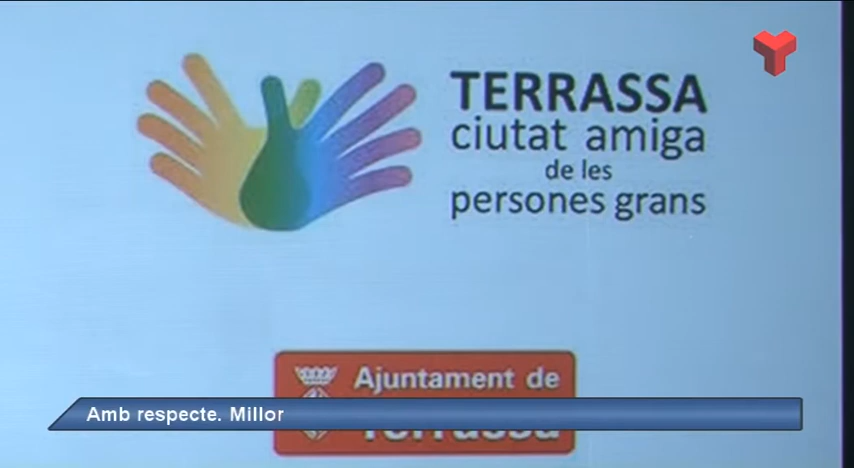 TERRASSA
ciutat amiga
de les
persones grans
Ajuntament de
Amb respecte. Millor